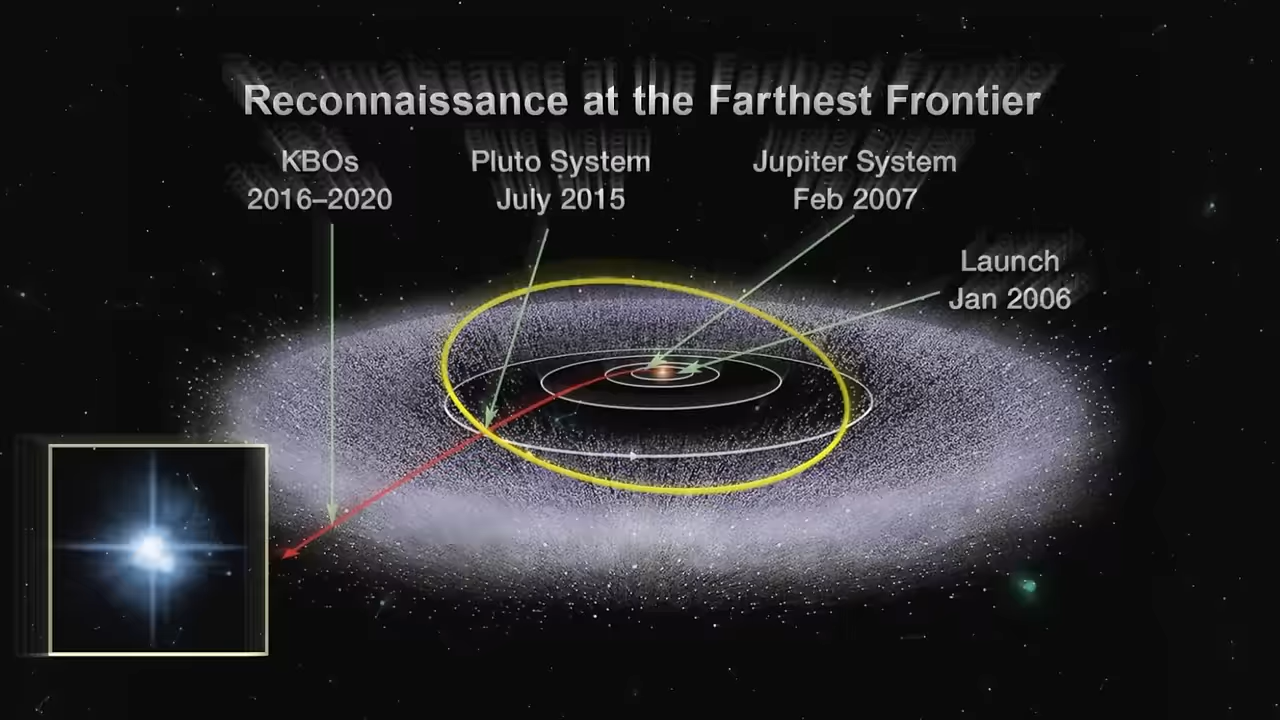 Reconnaissance at the Farthest Frontier
KBOs
2016–2020
Pluto System
July 2015
Jupiter System
Feb 2007
Launch
Jan 2006